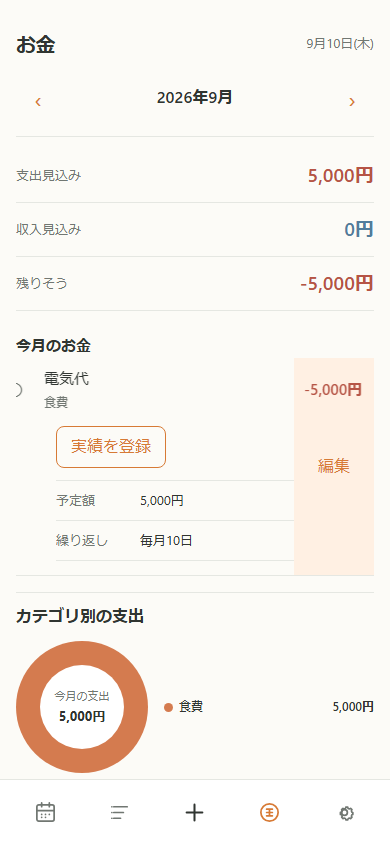 お金
9月10日(木)
‹
2026年9月
›
支出見込み
5,000円
収入見込み
0円
残りそう
-5,000円
今月のお金
電気代
-5,000円
食費
実績を登録
編集
予定額
5,000円
繰り返し
毎月10日
カテゴリ別の支出
今月の支出
5,000円
食費
5,000円